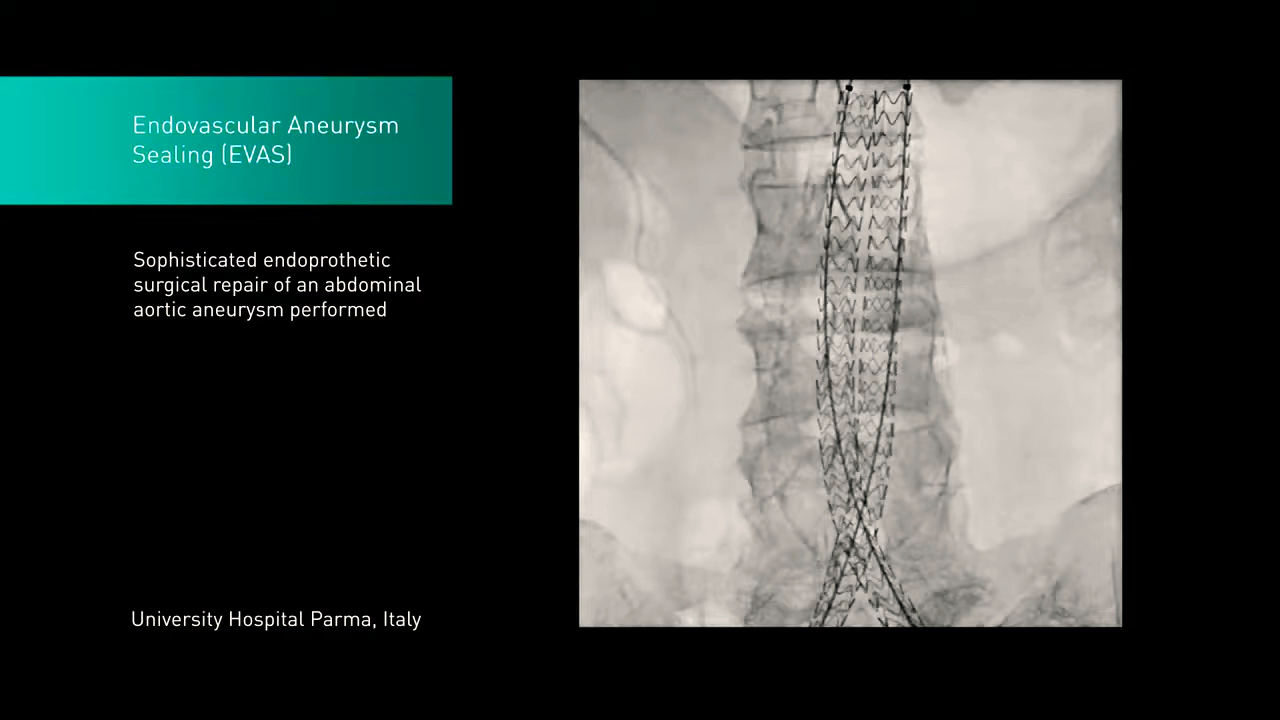 Endovascular Aneurysm
Sealing (EVAS)
Sophisticated endoprothetic
surgical repair of an abdominal
aortic aneurysm performed
University Hospital Parma, Italy